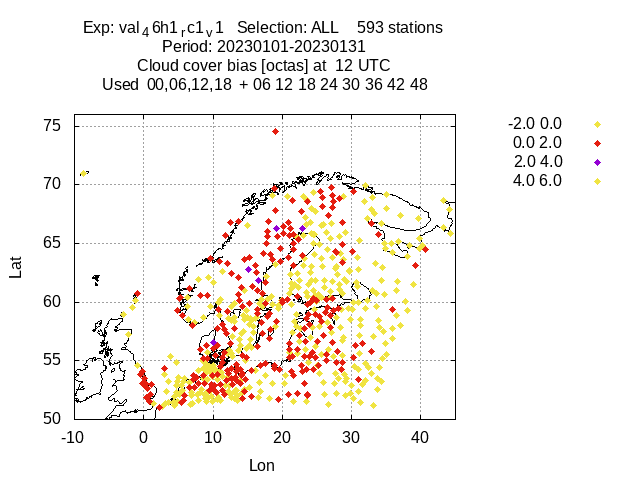 Exp: val46h1rc1v1 Selection: ALL 593 stations
Period: 20230101-20230131
Cloud cover bias [octas] at 12 UTC
Used 00,06,12,18 + 06 12 18 24 30 36 42 48
-2.0 0.0
0.0 2.0
2.0 4.0
4.0 6.0
75
70
65
60
55
50
Lat
-10 0 10 20 30 40
Lon